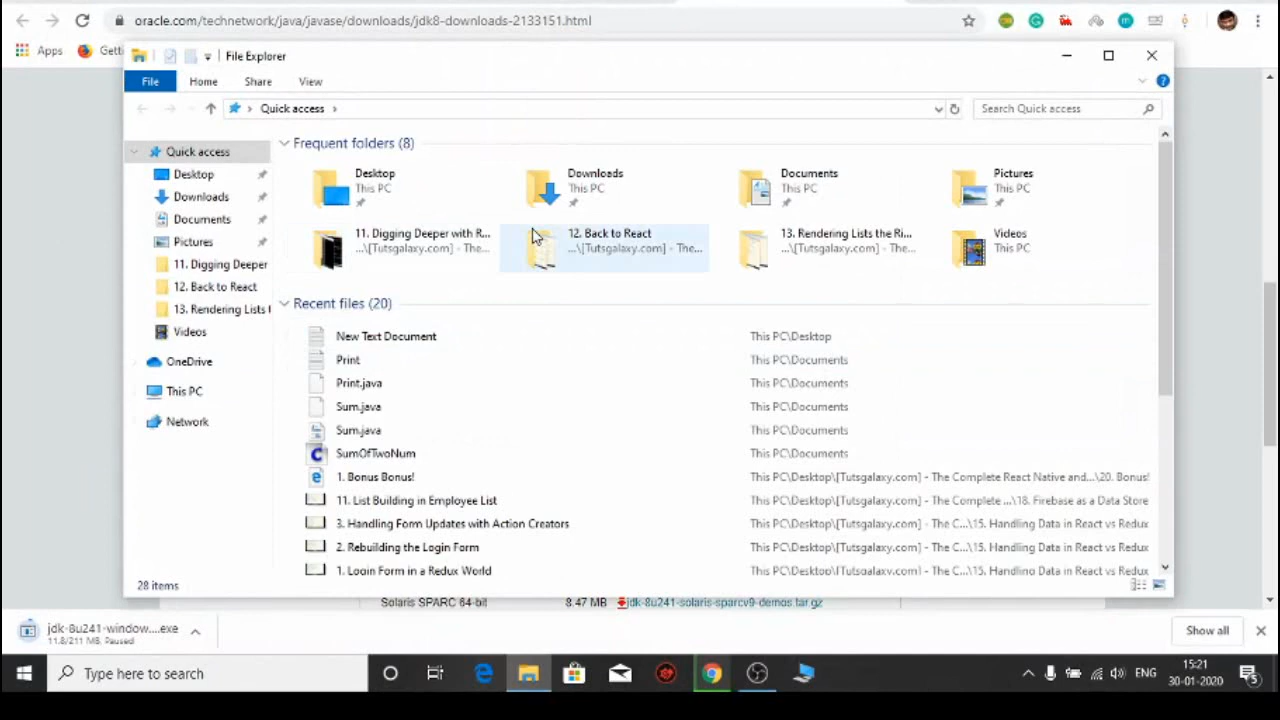 oracle.com/technetwork/java/javase/downloads/jdk8-downloads-2133151.html
Apps
Getti
File Explorer
File
Home
Share
View
Quick access
Search Quick access
Quick access
Desktop
Downloads
Documents
Pictures
11. Digging Deeper
12. Back to React
13. Rendering Lists t
Videos
OneDrive
This PC
Network
Frequent folders (8)
Desktop
This PC
Downloads
This PC
Documents
This PC
Pictures
This PC
11. Digging Deeper with R...
...\[Tutsgalaxy.com] - The...
12. Back to React
...\[Tutsgalaxy.com] - The...
13. Rendering Lists the Ri...
...\[Tutsgalaxy.com] - The...
Videos
This PC
Recent files (20)
New Text Document This PC\Desktop
Print This PC\Documents
Print.java This PC\Documents
Sum.java This PC\Documents
Sum.java This PC\Documents
SumOfTwoNum This PC\Documents
1. Bonus Bonus! This PC\Desktop\[Tutsgalaxy.com] - The Complete React Native and...\20. Bonus!
11. List Building in Employee List This PC\Desktop\[Tutsgalaxy.com] - The Complete ...\18. Firebase as a Data Store
3. Handling Form Updates with Action Creators This PC\Desktop\[Tutsgalaxy.com] - The C...\15. Handling Data in React vs Redux
2. Rebuilding the Login Form This PC\Desktop\[Tutsgalaxy.com] - The C...\15. Handling Data in React vs Redux
1. Login Form in a Redux World This PC\Desktop\[Tutsgalaxy.com] - The C...\15. Handling Data in React vs Redux
28 items
Solaris SPARC 64-bit 8.47 MB jdk-8u241-solaris-sparcv9-demos.tar.gz
jdk-8u241-window....exe
11.8/211 MB, Paused
Show all
Type here to search
ENG
15:21
30-01-2020
5